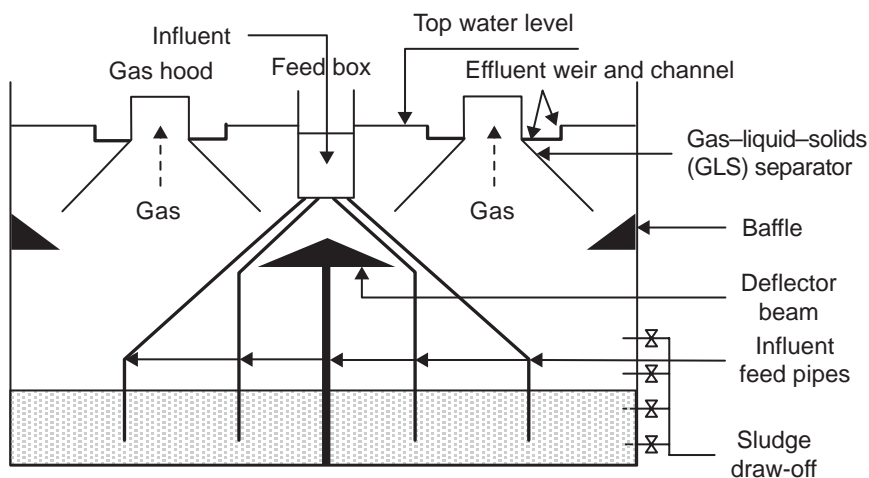 Influent
Top water level
Gas hood
Feed box
Effluent weir and channel
Gas–liquid–solids
(GLS) separator
Gas
Gas
Baffle
Deflector
beam
Influent
feed pipes
Sludge
draw-off